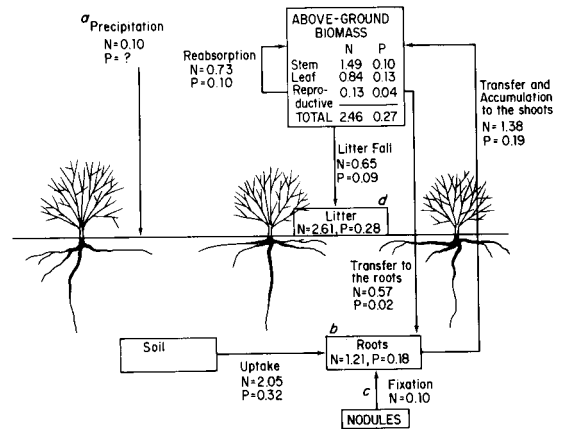 a Precipitation
N=0.10
P= ?
Reabsorption
N=0.73
P=0.10
ABOVE-GROUND
BIOMASS
N P
Stem 1.49 0.10
Leaf 0.84 0.13
Repro- 0.13 0.04
ductive
TOTAL 2.46 0.27
Transfer and
Accumulation
to the shoots
N= 1.38
P= 0.19
Litter Fall
N=0.65
P=0.09
d
Litter
N=2.61, P=0.28
Transfer to
the roots
N=0.57
P=0.02
b
Roots
N=1.21, P=0.18
Soil
Uptake
N=2.05
P=0.32
c
Fixation
N=0.10
NODULES